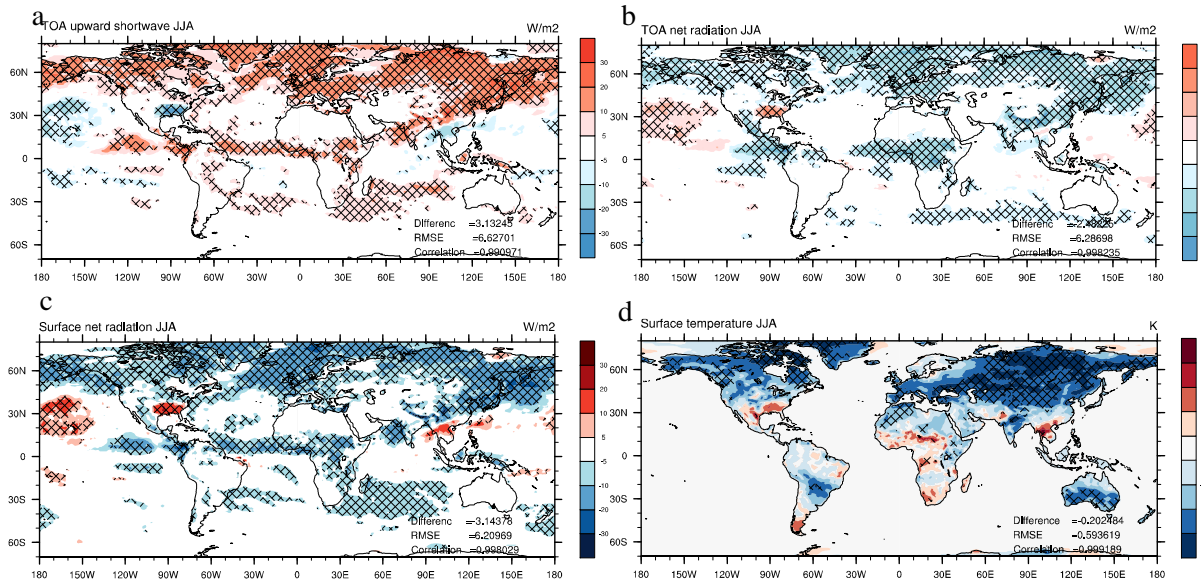 a
b
TOA upward shortwave JJA
W/m2
TOA net radiation JJA
W/m2
60N
30N
0
30S
60S
Differenc =3.13245
RMSE =6.62701
Correlation =0.990971
180 150W 120W 90W 60W 30W 0 30E 60E 90E 120E 150E 180
30
20
10
5
-5
-10
-20
-30
60N
30N
0
30S
60S
Differenc
RMSE =6.28698
Correlation =0.998235
180 150W 120W 90W 60W 30W 0 30E 60E 90E 120E 150E 180
c
d
Surface net radiation JJA
W/m2
Surface temperature JJA
K
60N
30N
0
30S
60S
Differenc =-3.14378
RMSE =6.20969
Correlation =0.998029
180 150W 120W 90W 60W 30W 0 30E 60E 90E 120E 150E 180
30
20
10
5
-5
-10
-20
-30
60N
30N
0
30S
60S
Difference =-0.202484
RMSE =0.593619
Correlation =0.999189
180 150W 120W 90W 60W 30W 0 30E 60E 90E 120E 150E 180